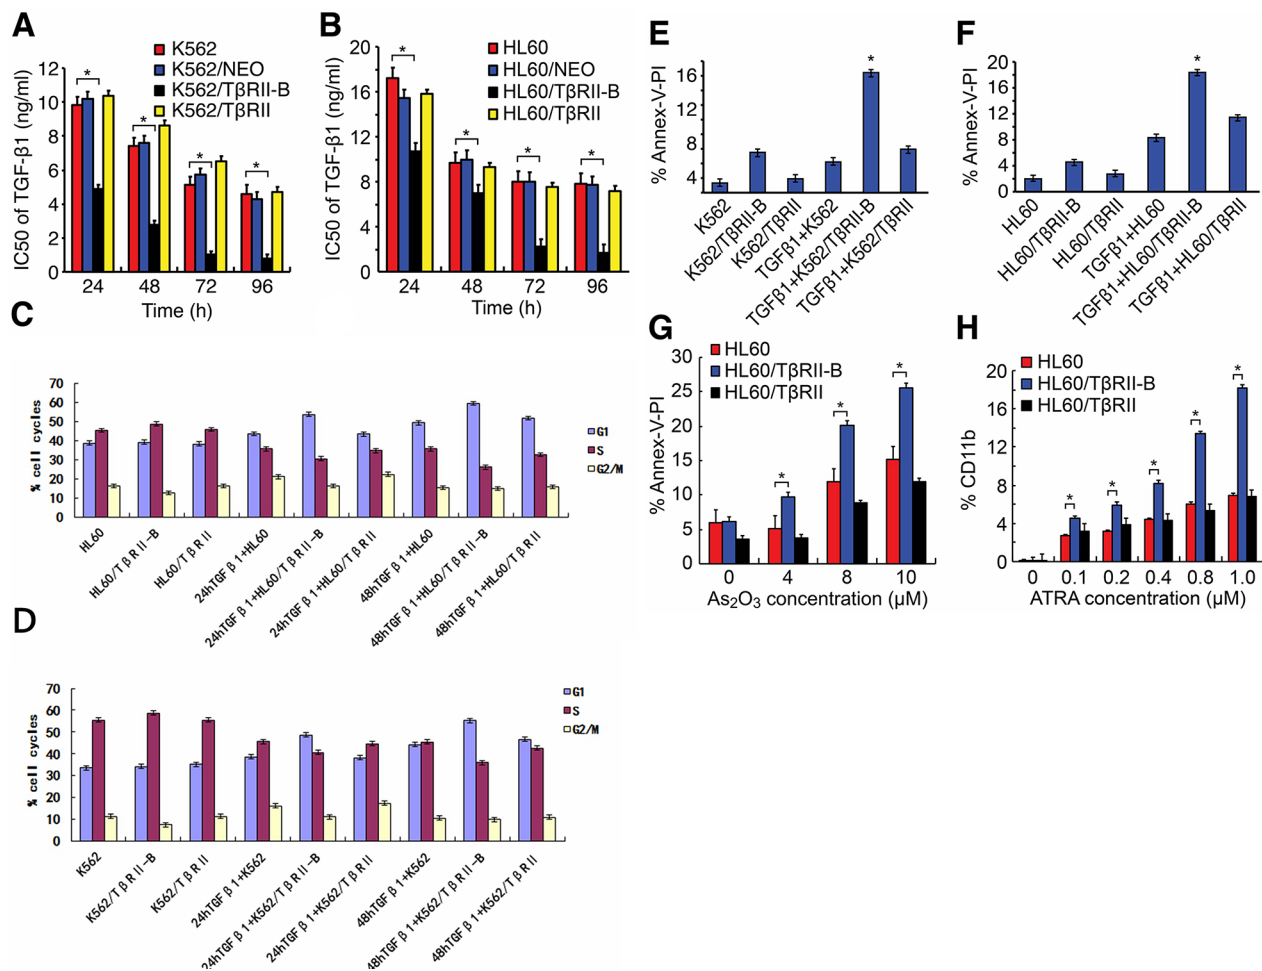 A
K562
K562/NEO
K562/TβRII-B
K562/TβRII
IC50 of TGF-β1 (ng/ml)
12
10
8
6
4
2
0
* * * *
24 48 72 96
Time (h)
B
HL60
HL60/NEO
HL60/TβRII-B
HL60/TβRII
IC50 of TGF-β1 (ng/ml)
20
16
12
8
4
0
* * * *
24 48 72 96
Time (h)
E
% Annex-V-PI
16
12
8
4
*
K562
K562/TβRII-B
K562/TβRII
TGFβ1+K562
TGFβ1+K562/TβRII-B
TGFβ1+K562/TβRII
F
% Annex-V-PI
20
16
12
8
4
0
*
HL60
HL60/TβRII-B
HL60/TβRII
TGFβ1+HL60
TGFβ1+HL60/TβRII-B
TGFβ1+HL60/TβRII
C
% cell cycles
70
60
50
40
30
20
10
0
G1
S
G2/M
HL60
HL60/TβRII-B
HL60/TβRII
24hTGFβ1+HL60
24hTGFβ1+HL60/TβRII-B
24hTGFβ1+HL60/TβRII
48hTGFβ1+HL60
48hTGFβ1+HL60/TβRII-B
48hTGFβ1+HL60/TβRII
G
HL60
HL60/TβRII-B
HL60/TβRII
% Annex-V-PI
30
25
20
15
10
5
0
* * *
0 4 8 10
As₂O₃ concentration (µM)
H
HL60
HL60/TβRII-B
HL60/TβRII
% CD11b
20
16
12
8
4
0
* * * * *
0 0.1 0.2 0.4 0.8 1.0
ATRA concentration (µM)
D
% cell cycles
70
60
50
40
30
20
10
0
G1
S
G2/M
K562
K562/TβRII-B
K562/TβRII
24hTGFβ1+K562
24hTGFβ1+K562/TβRII-B
24hTGFβ1+K562/TβRII
48hTGFβ1+K562
48hTGFβ1+K562/TβRII-B
48hTGFβ1+K562/TβRII